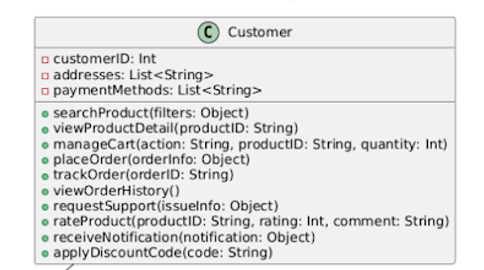 C Customer
customerID: Int
addresses: List<String>
paymentMethods: List<String>
searchProduct(filters: Object)
viewProductDetail(productID: String)
manageCart(action: String, productID: String, quantity: Int)
placeOrder(orderInfo: Object)
trackOrder(orderID: String)
viewOrderHistory()
requestSupport(issueInfo: Object)
rateProduct(productID: String, rating: Int, comment: String)
receiveNotification(notification: Object)
applyDiscountCode(code: String)